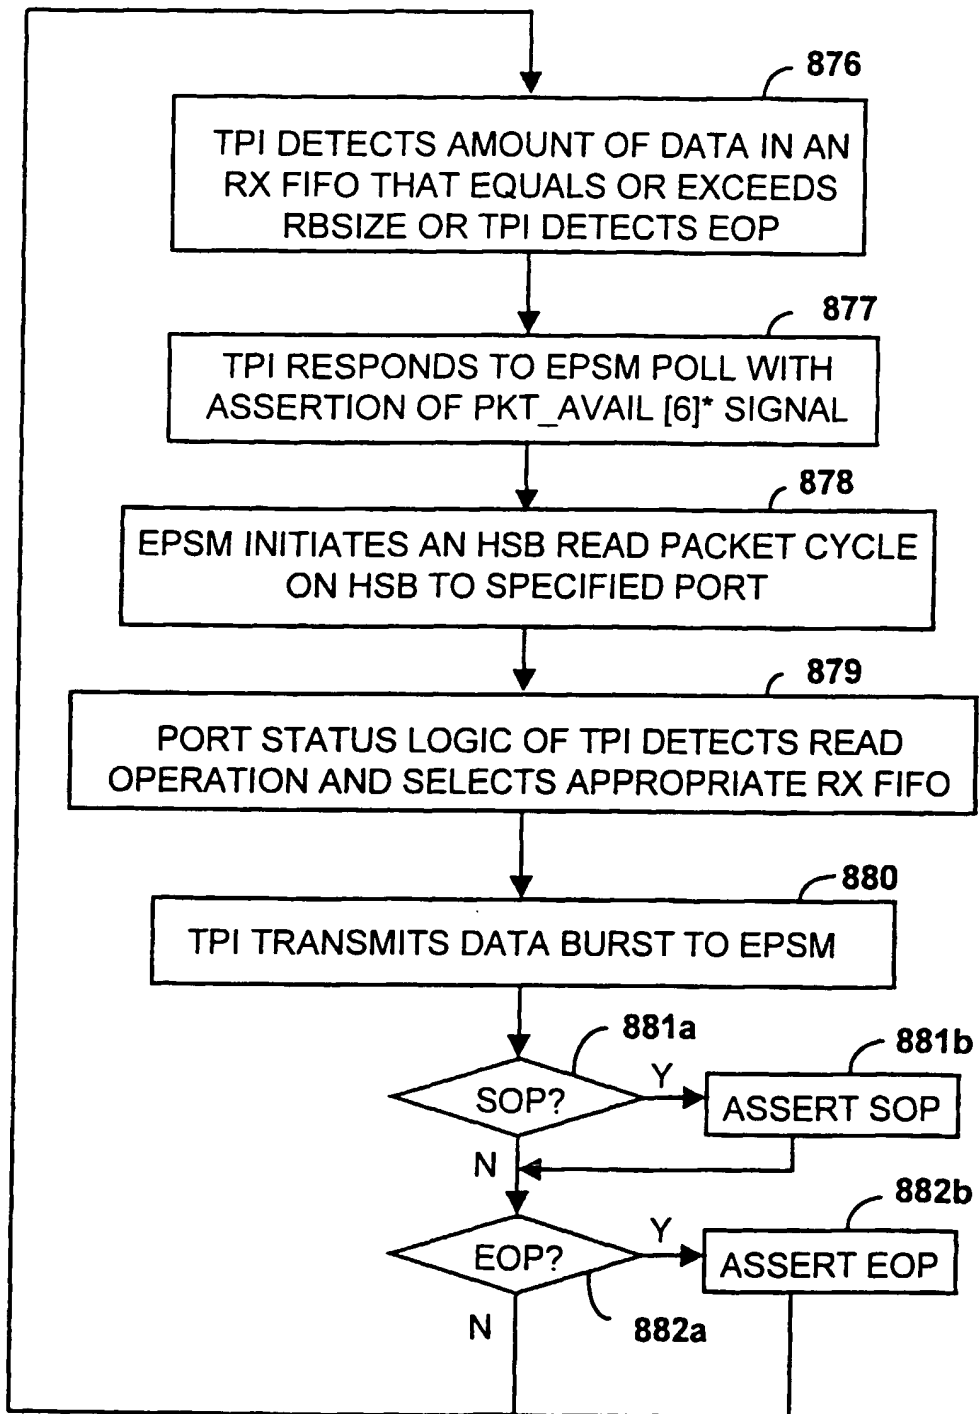 876
TPI DETECTS AMOUNT OF DATA IN AN
RX FIFO THAT EQUALS OR EXCEEDS
RBSIZE OR TPI DETECTS EOP
877
TPI RESPONDS TO EPSM POLL WITH
ASSERTION OF PKT_AVAIL [6]* SIGNAL
878
EPSM INITIATES AN HSB READ PACKET CYCLE
ON HSB TO SPECIFIED PORT
879
PORT STATUS LOGIC OF TPI DETECTS READ
OPERATION AND SELECTS APPROPRIATE RX FIFO
880
TPI TRANSMITS DATA BURST TO EPSM
881a
SOP?
Y
881b
ASSERT SOP
N
EOP?
Y
882b
ASSERT EOP
882a
N